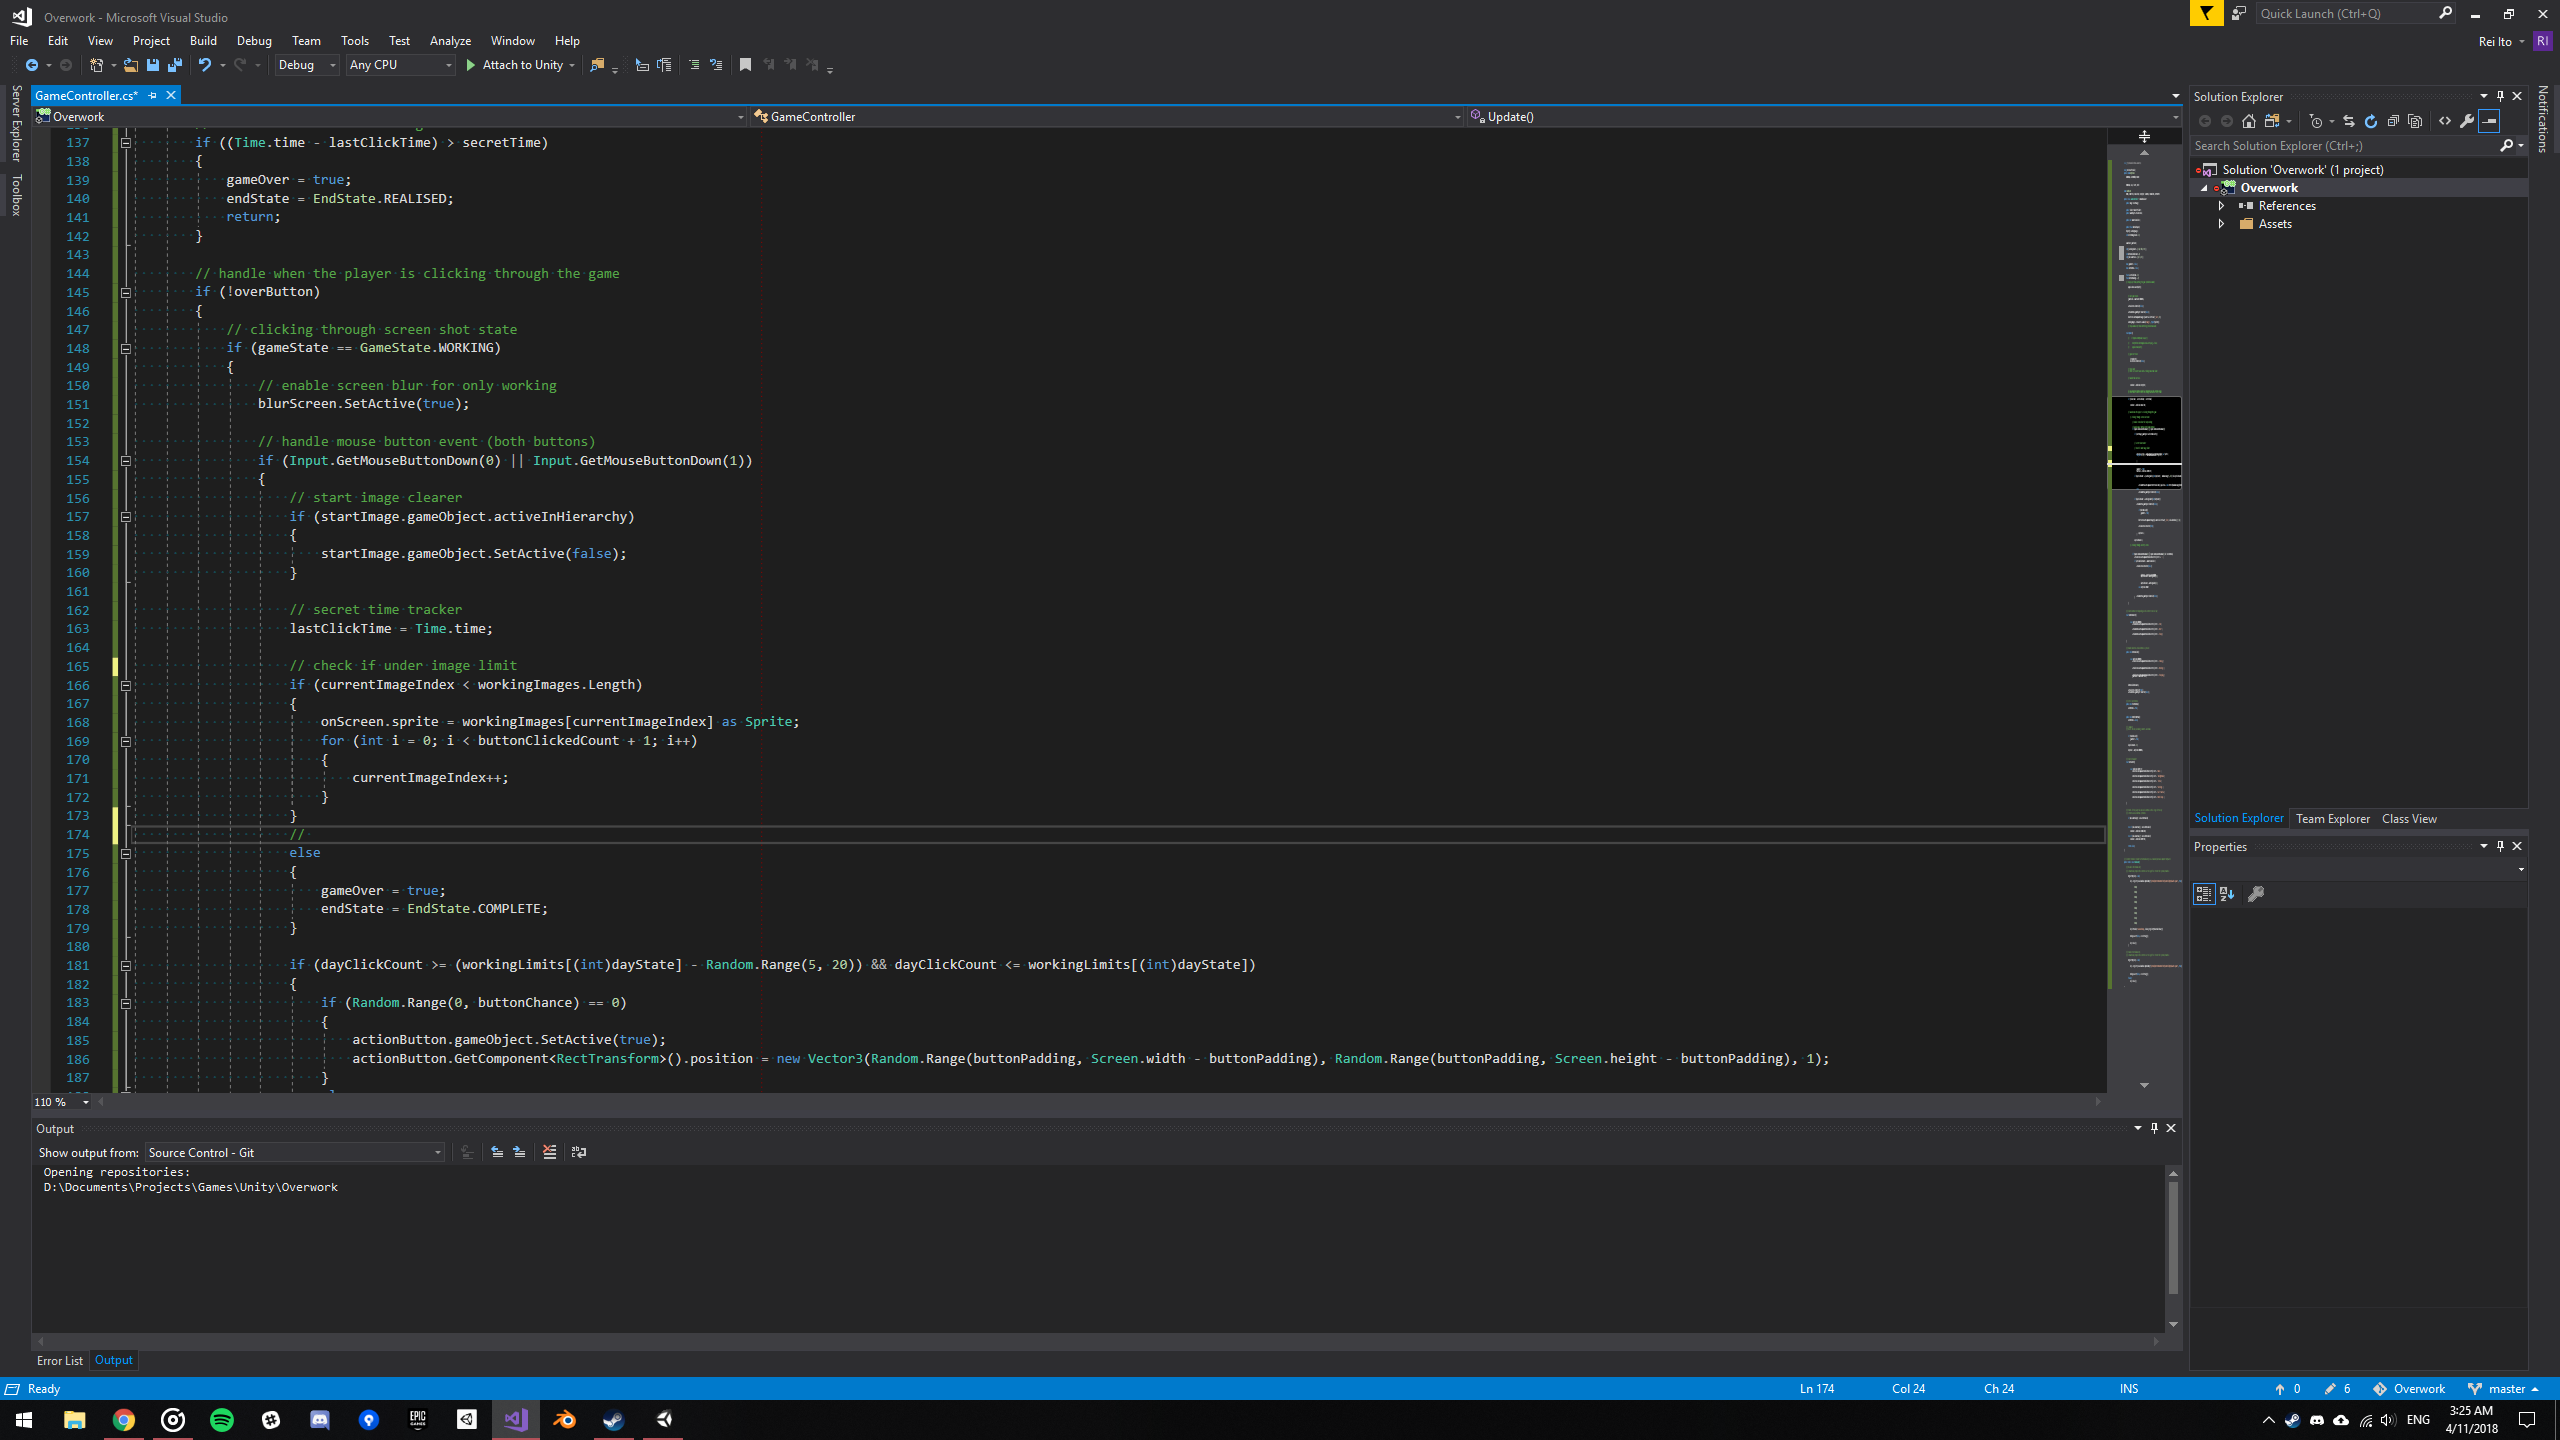 Overwork - Microsoft Visual Studio
Quick Launch (Ctrl+Q)
File Edit View Project Build Debug Team Tools Test Analyze Window Help
Rei Ito RI
Debug Any CPU Attach to Unity
Server Explorer
Toolbox
GameController.cs*
Overwork GameController Update()
137 if ((Time.time - lastClickTime) > secretTime)
138 {
139 gameOver = true;
140 endState = EndState.REALISED;
141 return;
142 }
143
144 // handle when the player is clicking through the game
145 if (!overButton)
146 {
147 // clicking through screen shot state
148 if (gameState == GameState.WORKING)
149 {
150 // enable screen blur for only working
151 blurScreen.SetActive(true);
152
153 // handle mouse button event (both buttons)
154 if (Input.GetMouseButtonDown(0) || Input.GetMouseButtonDown(1))
155 {
156 // start image clearer
157 if (startImage.gameObject.activeInHierarchy)
158 {
159 startImage.gameObject.SetActive(false);
160 }
161
162 // secret time tracker
163 lastClickTime = Time.time;
164
165 // check if under image limit
166 if (currentImageIndex < workingImages.Length)
167 {
168 onScreen.sprite = workingImages[currentImageIndex] as Sprite;
169 for (int i = 0; i < buttonClickedCount + 1; i++)
170 {
171 currentImageIndex++;
172 }
173 }
174 //
175 else
176 {
177 gameOver = true;
178 endState = EndState.COMPLETE;
179 }
180
181 if (dayClickCount >= (workingLimits[(int)dayState] - Random.Range(5, 20)) && dayClickCount <= workingLimits[(int)dayState])
182 {
183 if (Random.Range(0, buttonChance) == 0)
184 {
185 actionButton.gameObject.SetActive(true);
186 actionButton.GetComponent<RectTransform>().position = new Vector3(Random.Range(buttonPadding, Screen.width - buttonPadding), Random.Range(buttonPadding, Screen.height - buttonPadding), 1);
187 }
110 %
Output
Show output from: Source Control - Git
Opening repositories:
D:\Documents\Projects\Games\Unity\Overwork
Error List Output
Solution Explorer
Search Solution Explorer (Ctrl+;)
Solution 'Overwork' (1 project)
Overwork
References
Assets
Solution Explorer Team Explorer Class View
Properties
Notifications
Ready Ln 174 Col 24 Ch 24 INS 0 6 Overwork master
EPIC GAMES
ENG
3:25 AM
4/11/2018